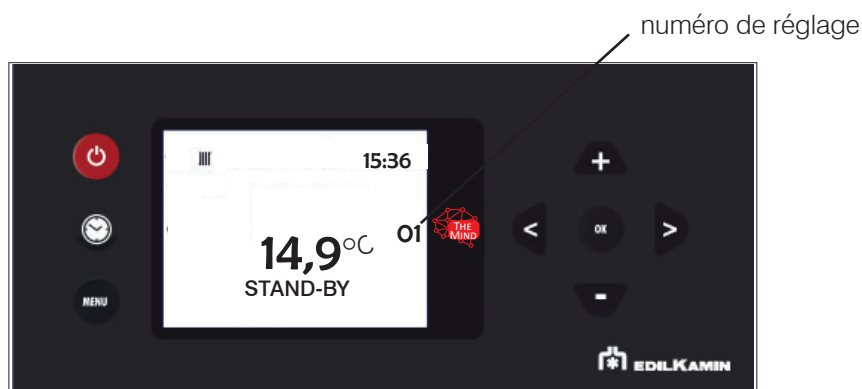 numéro de réglage
15:36
01
THE
MIND
14,9°C
STAND-BY
MENU
+
<
OK
>
-
EDILKAMIN